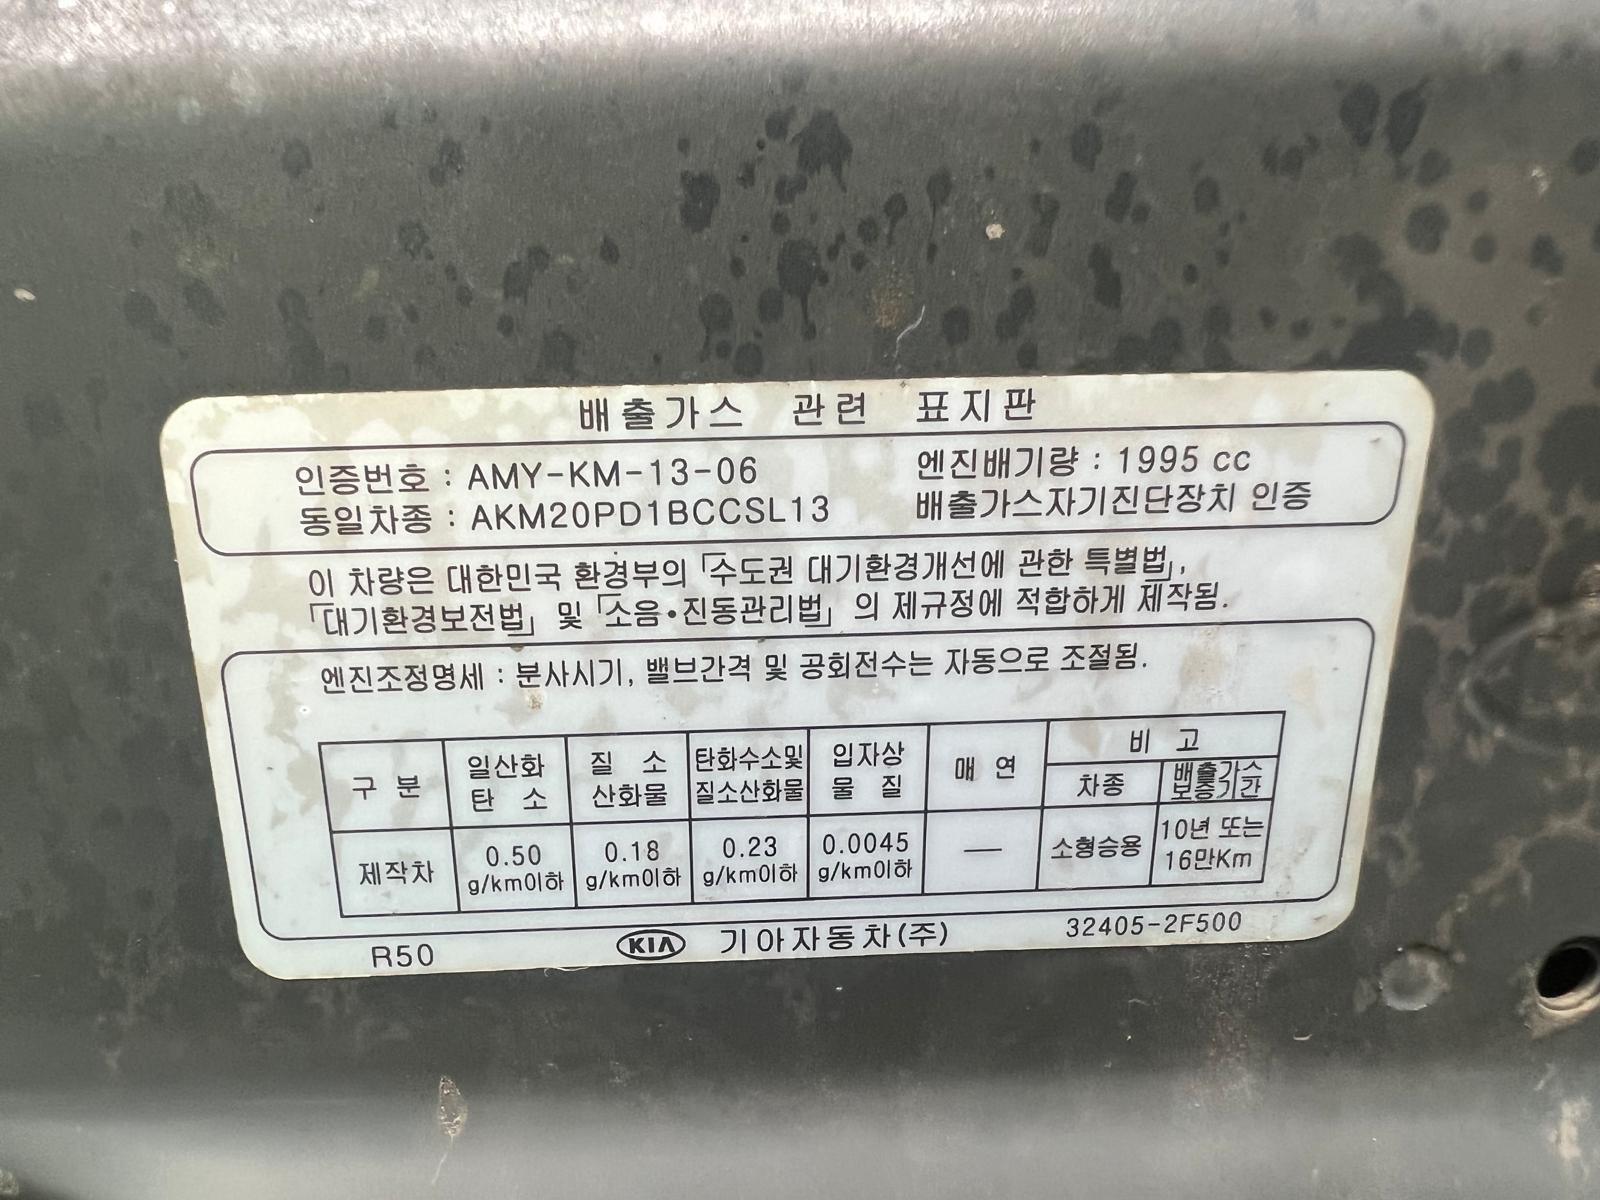 배출가스 관련 표지판
인증번호 : AMY-KM-13-06 엔진배기량 : 1995 cc
동일차종 : AKM20PD1BCCSL13 배출가스자기진단장치 인증
이 차량은 대한민국 환경부의 「수도권 대기환경개선에 관한 특별법」,
「대기환경보전법」 및 「소음•진동관리법」 의 제규정에 적합하게 제작됨.
엔진조정명세 : 분사시기, 밸브간격 및 공회전수는 자동으로 조절됨.
구 분 일산화 탄 소 질 소 산화물 탄화수소및 질소산화물 입자상 물 질 매 연 비 고
차종 배출가스 보증기간
제작차 0.50 g/km이하 0.18 g/km이하 0.23 g/km이하 0.0045 g/km이하 — 소형승용 10년 또는 16만Km
R50 KIA 기아자동차(주) 32405-2F500